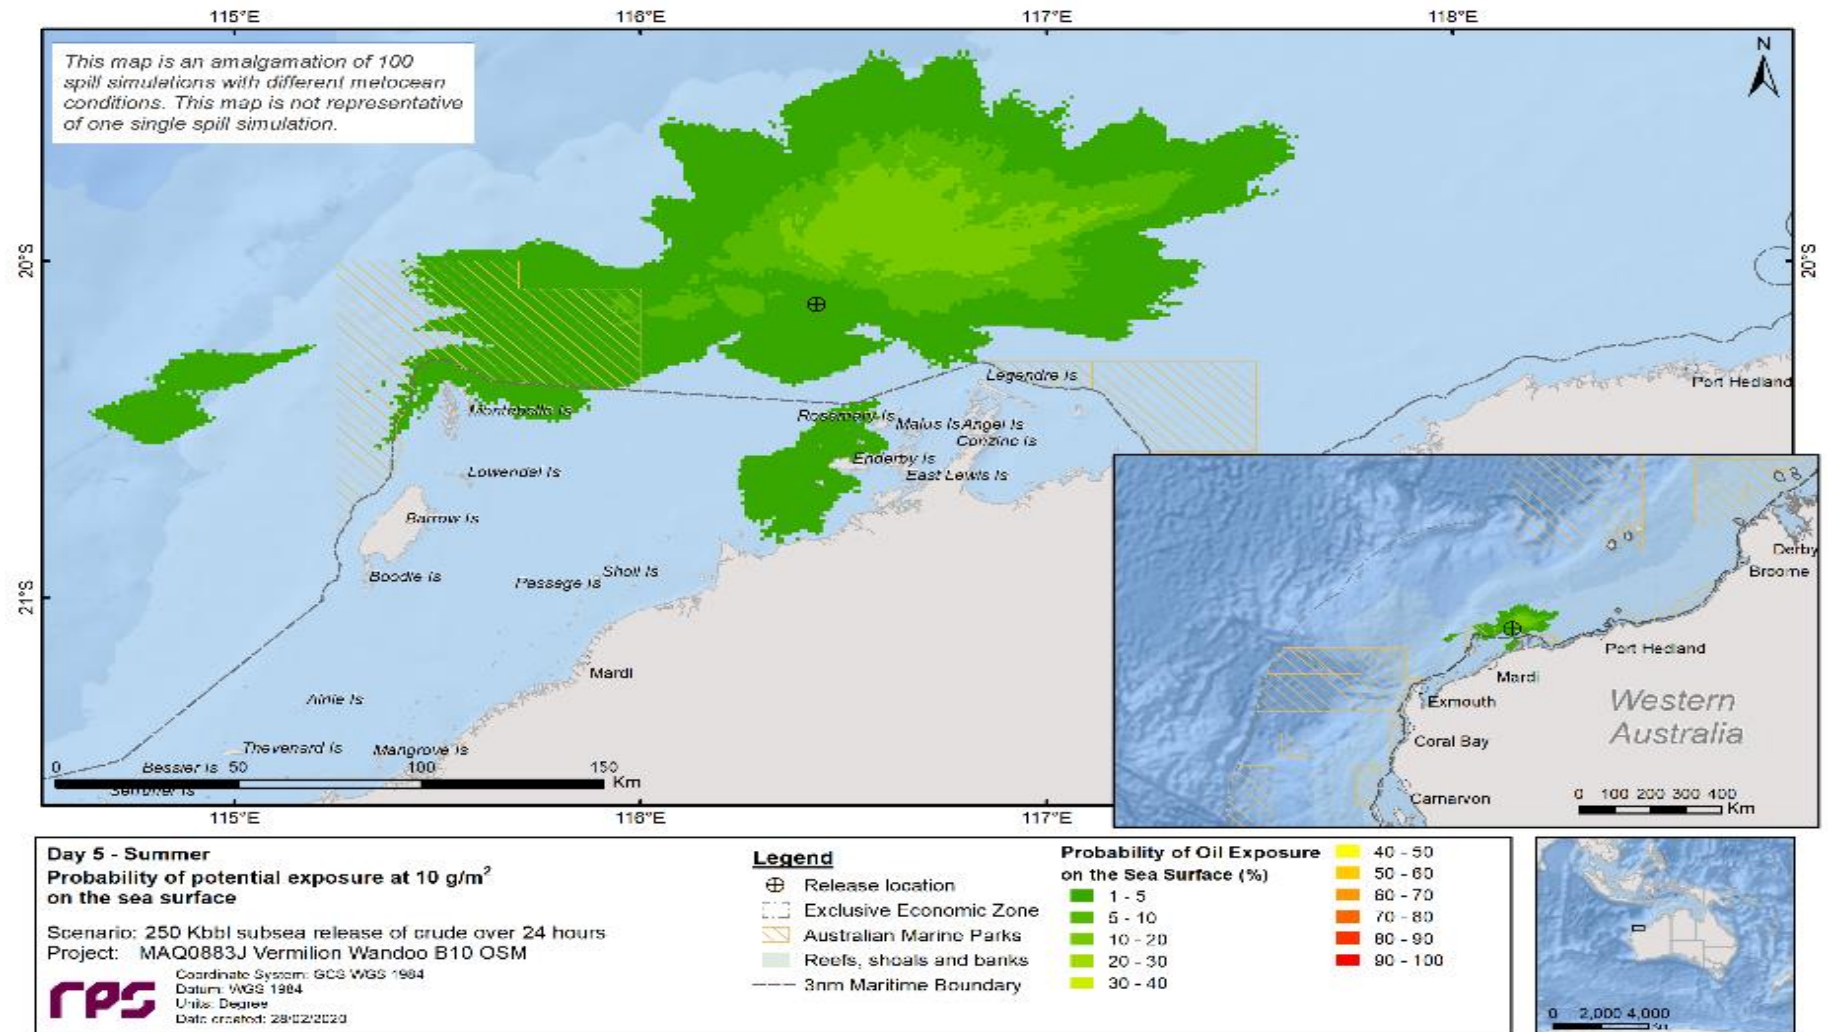 115°E
116°E
117°E
118°E
This map is an amalgamation of 100
spill simulations with different metocean
conditions. This map is not representative
of one single spill simulation.
N
20°S
20°S
21°S
Legendre Is
Port Hedland
Montebello Is
Rosemary Is
Malus Is
Angel Is
Conzinc Is
Enderby Is
East Lewis Is
Lowendal Is
Barrow Is
Boodie Is
Passage Is
Sholl Is
Mardi
Airlie Is
Thevenard Is
Mangrove Is
Bessier Is
Serrurier Is
0 50 100 150
Km
115°E
116°E
117°E
Derby
Broome
Port Hedland
Mardi
Exmouth
Coral Bay
Carnarvon
Western
Australia
0 100 200 300 400
Km
Day 5 - Summer
Probability of potential exposure at 10 g/m²
on the sea surface
Scenario: 250 Kbbl subsea release of crude over 24 hours
Project: MAQ0883J Vermilion Wandoo B10 OSM
rps
Coordinate System: GCS WGS 1984
Datum: WGS 1984
Units: Degree
Date created: 28/02/2020
Legend
Release location
Exclusive Economic Zone
Australian Marine Parks
Reefs, shoals and banks
3nm Maritime Boundary
Probability of Oil Exposure
on the Sea Surface (%)
1 - 5
5 - 10
10 - 20
20 - 30
30 - 40
40 - 50
50 - 60
60 - 70
70 - 80
80 - 90
90 - 100
0 2,000 4,000
Km